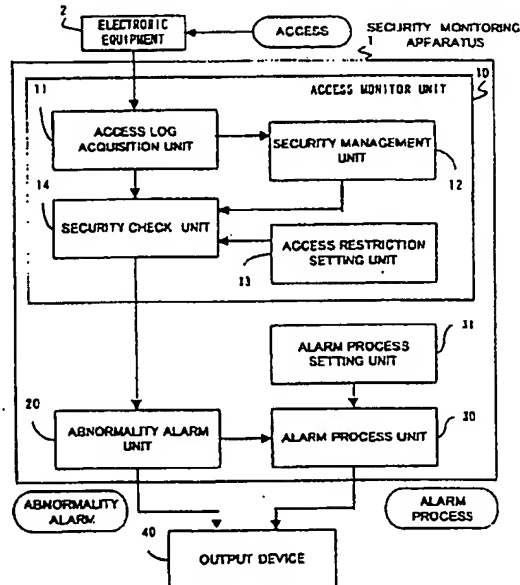 2
ELECTRONIC
EQUIPMENT
ACCESS
SECURITY MONITORING
APPARATUS
1
10
ACCESS MONITOR UNIT
11
ACCESS LOG
ACQUISITION UNIT
SECURITY MANAGEMENT
UNIT
14
12
SECURITY CHECK UNIT
ACCESS RESTRICTION
SETTING UNIT
13
31
ALARM PROCESS
SETTING UNIT
20
30
ABNORMALITY ALARM
UNIT
ALARM PROCESS UNIT
ABNORMALITY
ALARM
ALARM
PROCESS
40
OUTPUT DEVICE